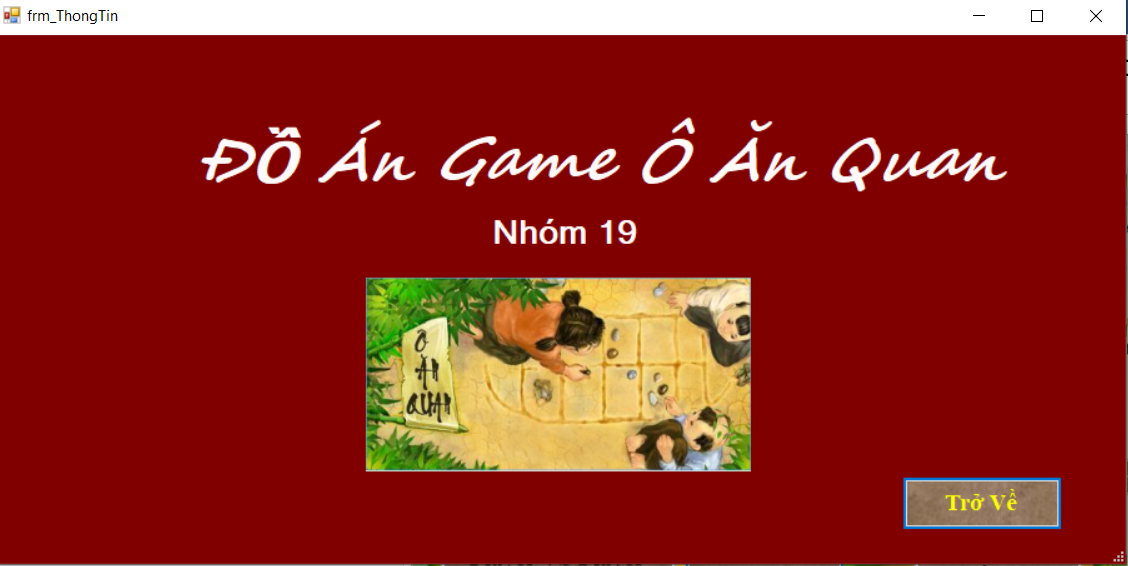 frm_ThongTin
Đồ Án Game Ô Ăn Quan
Nhóm 19
Ô
ĂN
QUAN
Trở Về